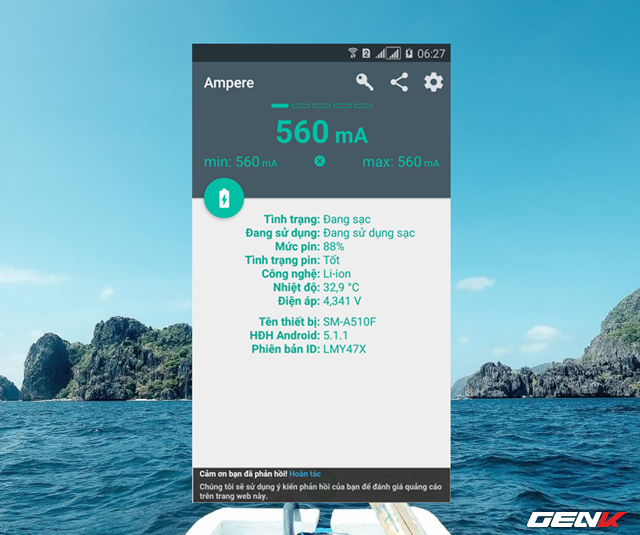 2 06:27
Ampere
560 mA
min: 560 mA max: 560 mA
Tình trạng: Đang sạc
Đang sử dụng: Đang sử dụng sạc
Mức pin: 88%
Tình trạng pin: Tốt
Công nghệ: Li-ion
Nhiệt độ: 32,9 °C
Điện áp: 4,341 V
Tên thiết bị: SM-A510F
HĐH Android: 5.1.1
Phiên bản ID: LMY47X
Cảm ơn bạn đã phản hồi! Hoàn tác
Chúng tôi sẽ sử dụng ý kiến phản hồi của bạn để đánh giá quảng cáo
trên trang web này.
GENK